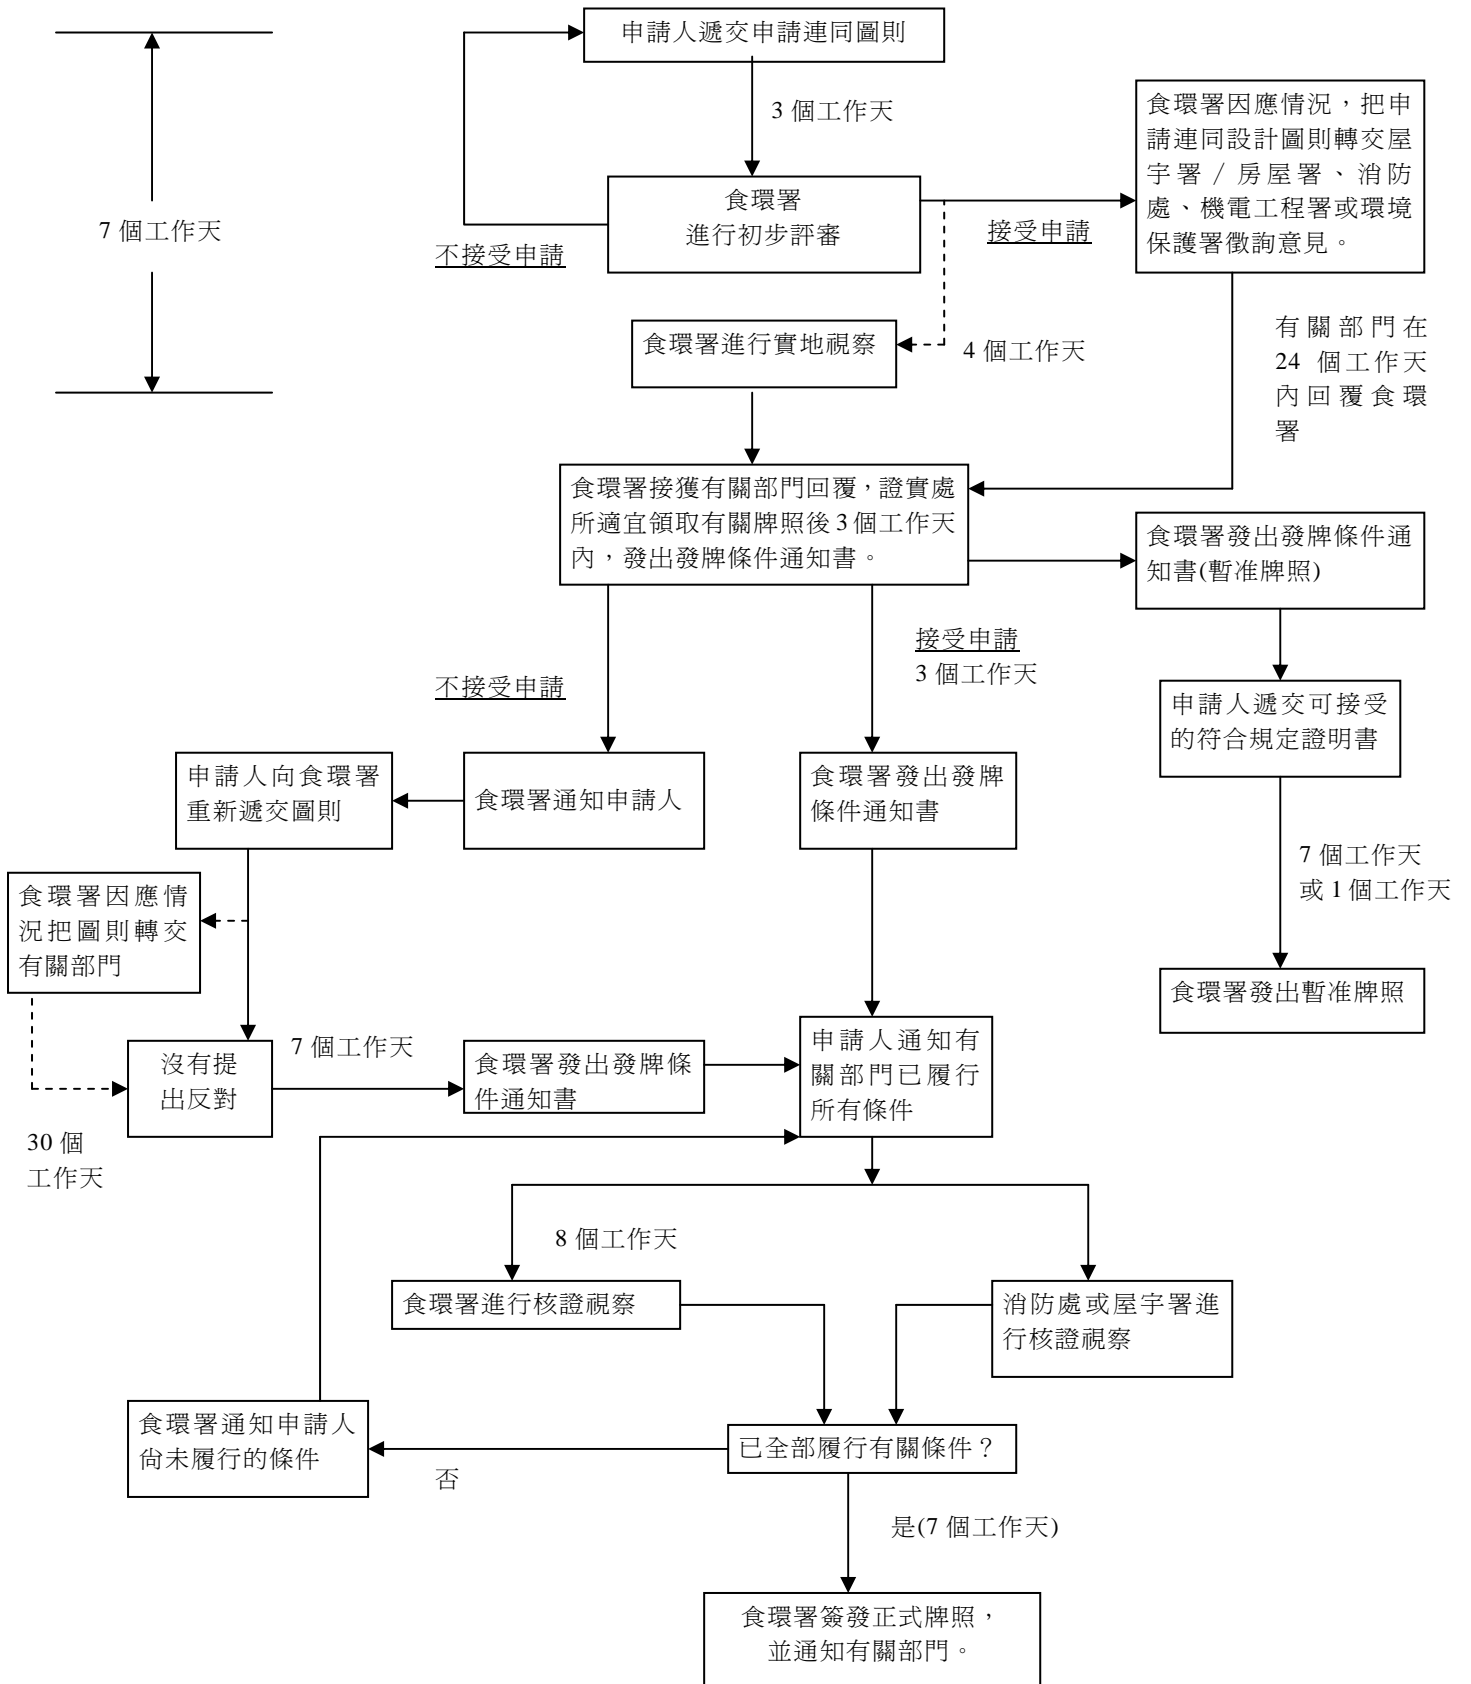 申請人遞交申請連同圖則
3 個工作天
7 個工作天
食環署
進行初步評審
不接受申請
接受申請
食環署因應情況，把申
請連同設計圖則轉交屋
宇署／房屋署、消防
處、機電工程署或環境
保護署徵詢意見。
食環署進行實地視察
4 個工作天
有關部門在
24 個工作天
內回覆食環
署
食環署接獲有關部門回覆，證實處
所適宜領取有關牌照後 3 個工作天
內，發出發牌條件通知書。
食環署發出發牌條件通
知書(暫准牌照)
不接受申請
接受申請
3 個工作天
申請人遞交可接受
的符合規定證明書
申請人向食環署
重新遞交圖則
食環署通知申請人
食環署發出發牌
條件通知書
7 個工作天
或 1 個工作天
食環署因應情
況把圖則轉交
有關部門
食環署發出暫准牌照
沒有提
出反對
7 個工作天
食環署發出發牌條
件通知書
申請人通知有
關部門已履行
所有條件
30 個
工作天
8 個工作天
食環署進行核證視察
消防處或屋宇署進
行核證視察
食環署通知申請人
尚未履行的條件
否
已全部履行有關條件？
是(7 個工作天)
食環署簽發正式牌照，
並通知有關部門。